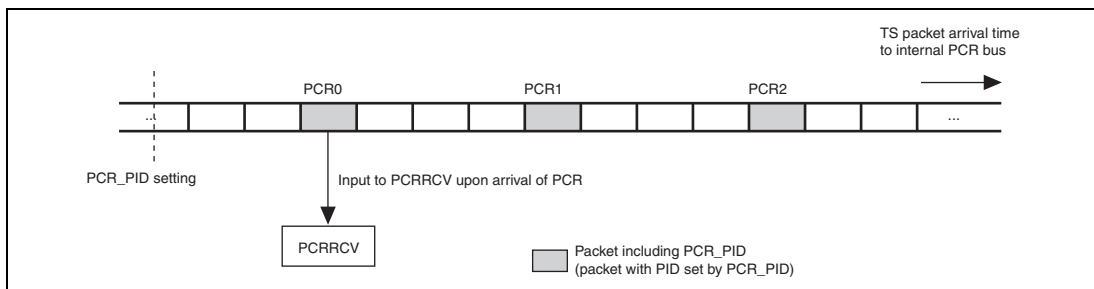 TS packet arrival time
to internal PCR bus
PCR0
PCR1
PCR2
...
...
PCR_PID setting
Input to PCRRCV upon arrival of PCR
PCRRCV
Packet including PCR_PID
(packet with PID set by PCR_PID)